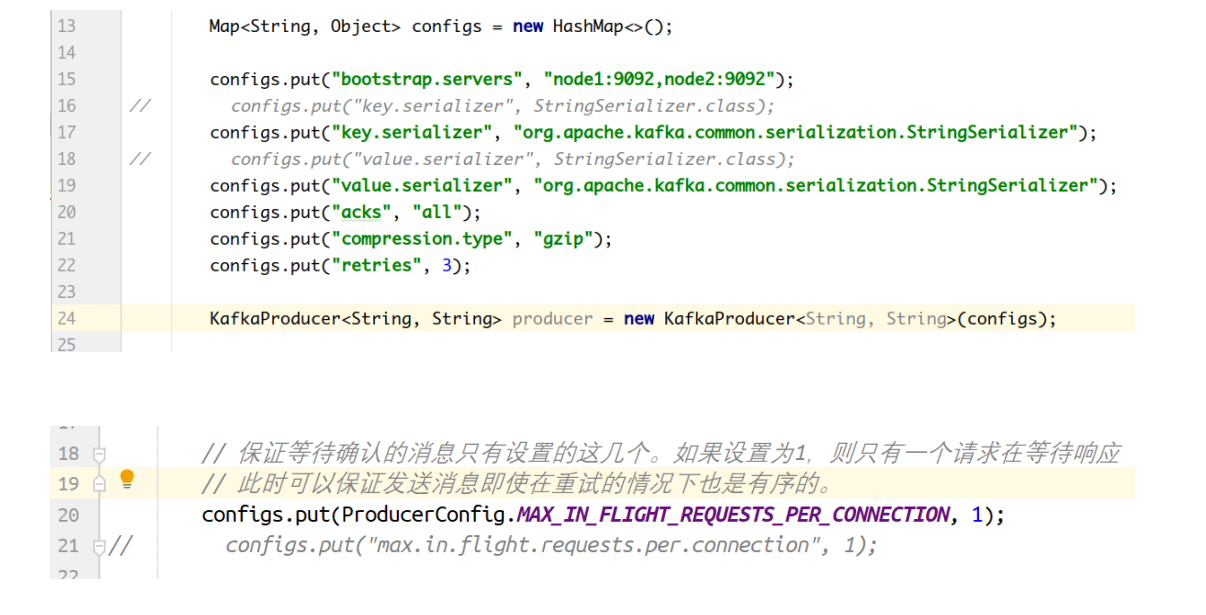 13 Map<String, Object> configs = new HashMap<>();
14
15 configs.put("bootstrap.servers", "node1:9092,node2:9092");
16 // configs.put("key.serializer", StringSerializer.class);
17 configs.put("key.serializer", "org.apache.kafka.common.serialization.StringSerializer");
18 // configs.put("value.serializer", StringSerializer.class);
19 configs.put("value.serializer", "org.apache.kafka.common.serialization.StringSerializer");
20 configs.put("acks", "all");
21 configs.put("compression.type", "gzip");
22 configs.put("retries", 3);
23
24 KafkaProducer<String, String> producer = new KafkaProducer<String, String>(configs);
25
18 // 保证等待确认的消息只有设置的这几个。如果设置为1, 则只有一个请求在等待响应
19 // 此时可以保证发送消息即使在重试的情况下也是有序的。
20 configs.put(ProducerConfig.MAX_IN_FLIGHT_REQUESTS_PER_CONNECTION, 1);
21 // configs.put("max.in.flight.requests.per.connection", 1);
22